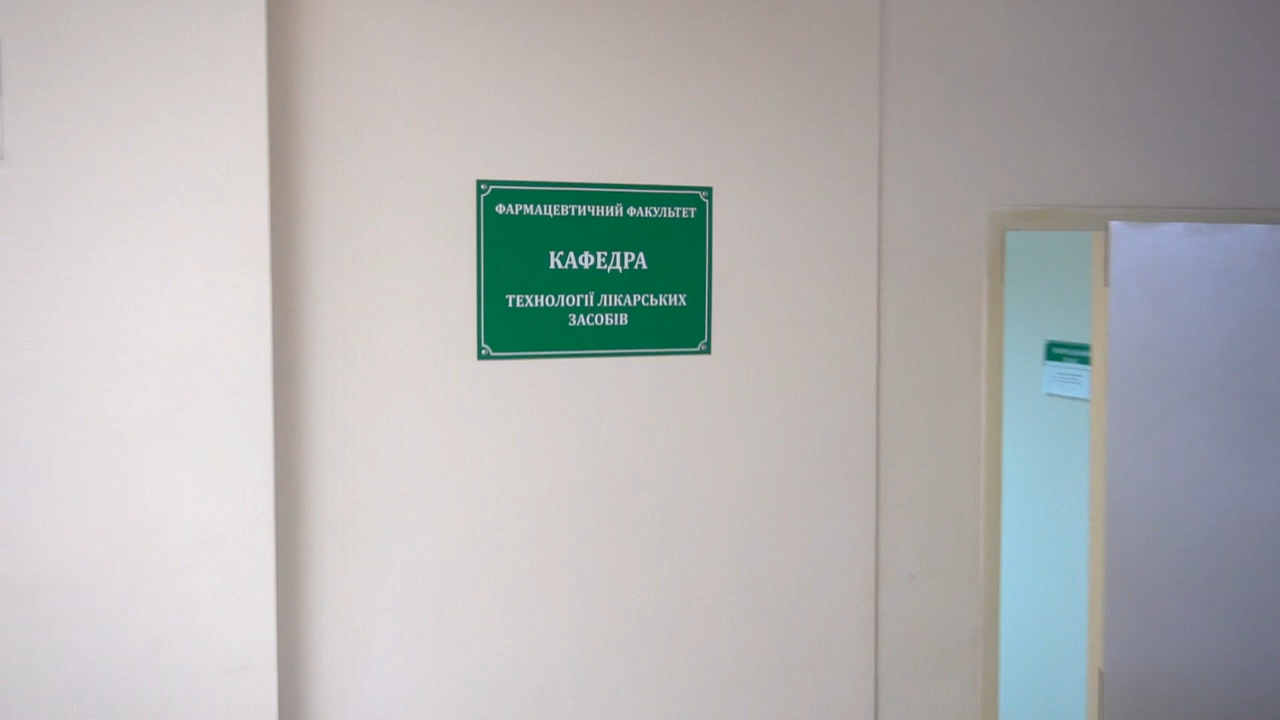 ФАРМАЦЕВТИЧНИЙ ФАКУЛЬТЕТ
КАФЕДРА
ТЕХНОЛОГІЇ ЛІКАРСЬКИХ
ЗАСОБІВ